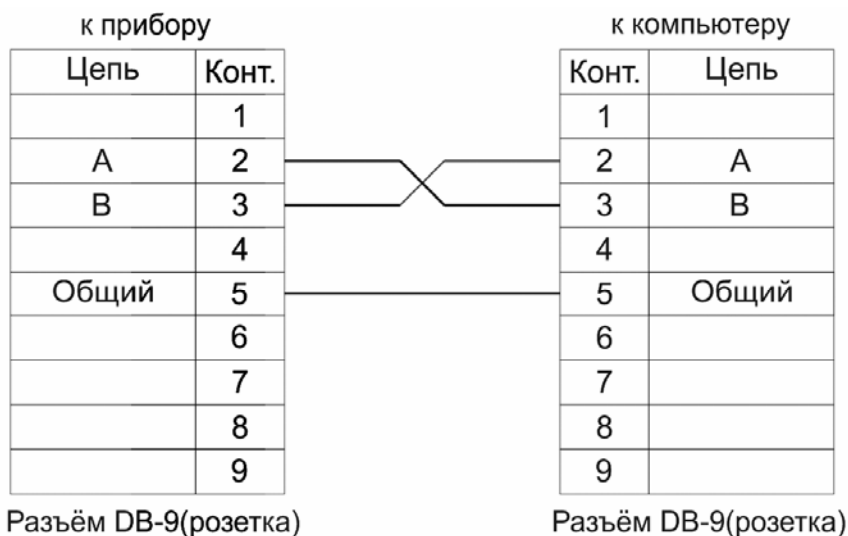 к прибору
к компьютеру
Цепь Конт.
Конт. Цепь
1
1
A 2
2 A
B 3
3 B
4
4
Общий 5
5 Общий
6
6
7
7
8
8
9
9
Разъём DB-9(розетка)
Разъём DB-9(розетка)